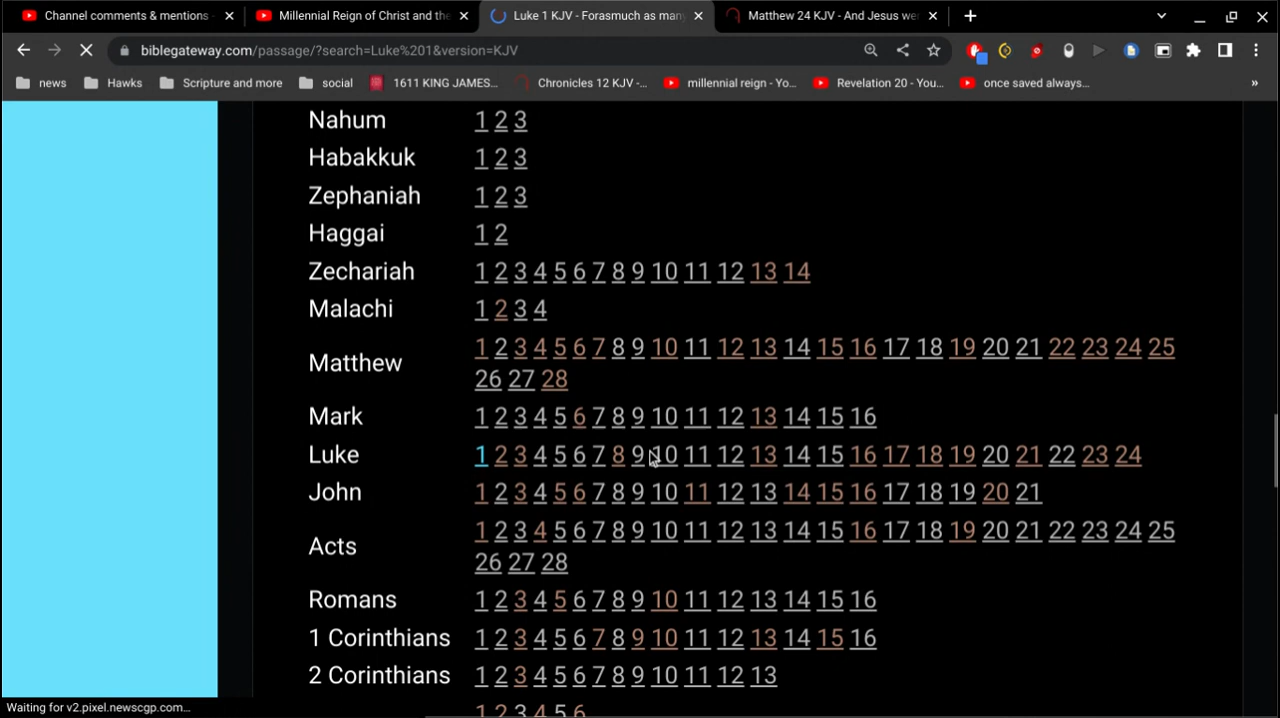 Channel comments & mentions -
Millennial Reign of Christ and the
Luke 1 KJV - Forasmuch as many
Matthew 24 KJV - And Jesus wer
biblegateway.com/passage/?search=Luke%201&version=KJV
news Hawks Scripture and more social 1611 KING JAMES... Chronicles 12 KJV -... millennial reign - Yo... Revelation 20 - You... once saved always... »
Nahum 1 2 3
Habakkuk 1 2 3
Zephaniah 1 2 3
Haggai 1 2
Zechariah 1 2 3 4 5 6 7 8 9 10 11 12 13 14
Malachi 1 2 3 4
Matthew 1 2 3 4 5 6 7 8 9 10 11 12 13 14 15 16 17 18 19 20 21 22 23 24 25
26 27 28
Mark 1 2 3 4 5 6 7 8 9 10 11 12 13 14 15 16
Luke 1 2 3 4 5 6 7 8 9 10 11 12 13 14 15 16 17 18 19 20 21 22 23 24
John 1 2 3 4 5 6 7 8 9 10 11 12 13 14 15 16 17 18 19 20 21
Acts 1 2 3 4 5 6 7 8 9 10 11 12 13 14 15 16 17 18 19 20 21 22 23 24 25
26 27 28
Romans 1 2 3 4 5 6 7 8 9 10 11 12 13 14 15 16
1 Corinthians 1 2 3 4 5 6 7 8 9 10 11 12 13 14 15 16
2 Corinthians 1 2 3 4 5 6 7 8 9 10 11 12 13
1 2 3 4 5 6
Waiting for v2.pixel.newscgp.com...